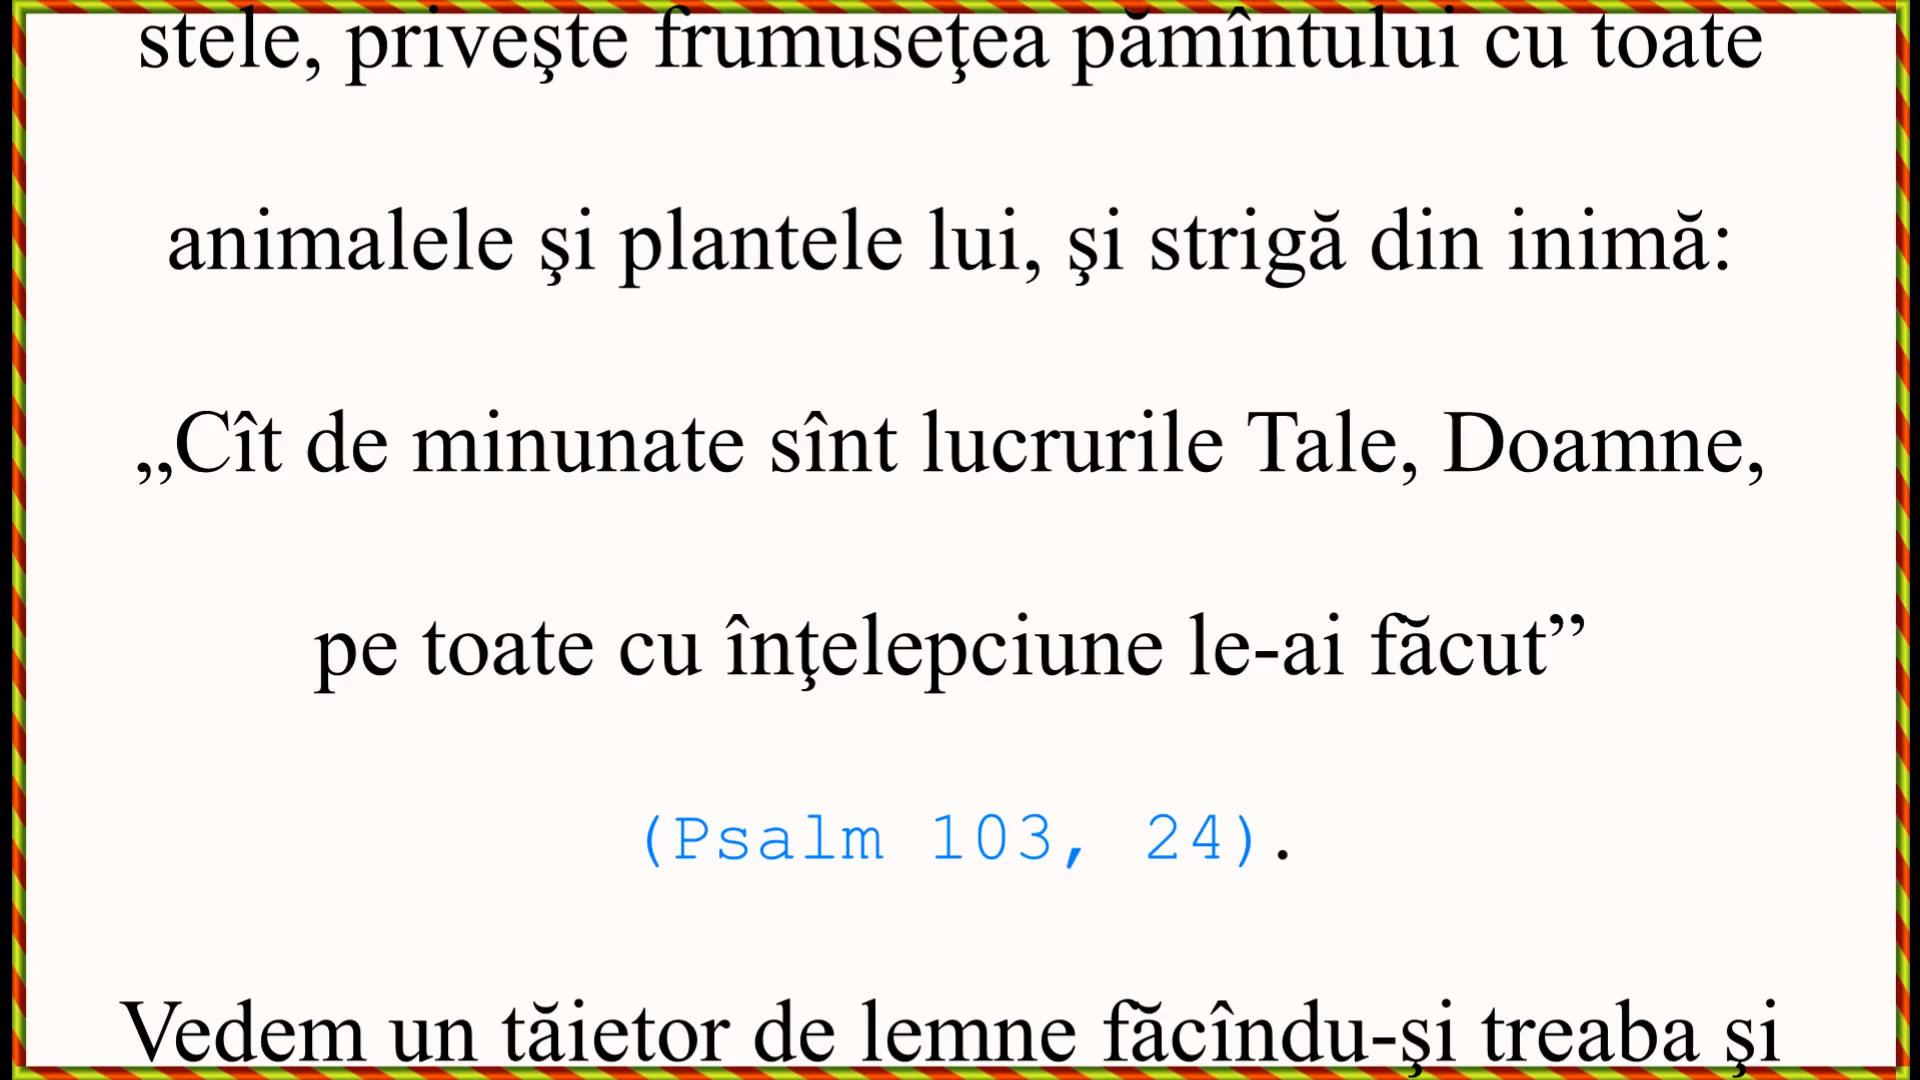 stele, priveşte frumuseţea pămîntului cu toate
animalele şi plantele lui, şi strigă din inimă:
„Cît de minunate sînt lucrurile Tale, Doamne,
pe toate cu înţelepciune le-ai făcut”
(Psalm 103, 24).
Vedem un tăietor de lemne făcîndu-şi treaba şi